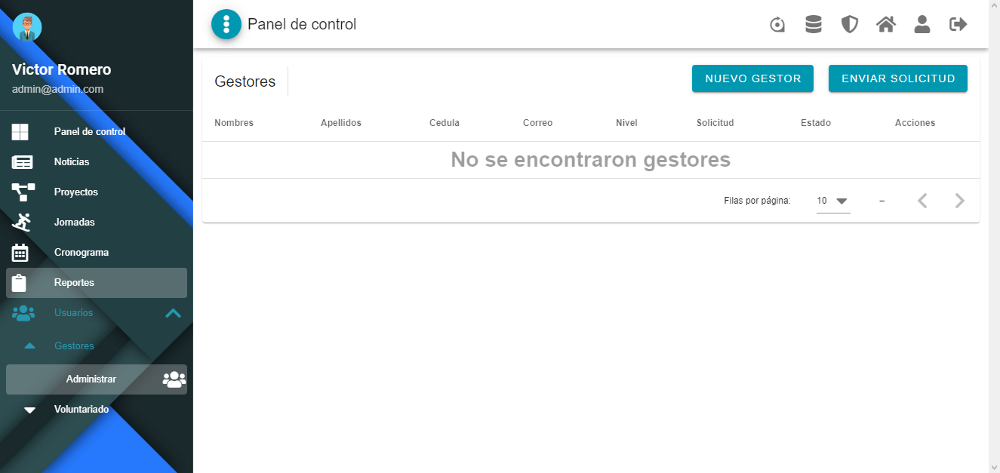 Victor Romero
admin@admin.com
Panel de control
Noticias
Proyectos
Jornadas
Cronograma
Reportes
Usuarios
Gestores
Administrar
Voluntariado
Panel de control
Gestores
NUEVO GESTOR
ENVIAR SOLICITUD
Nombres Apellidos Cedula Correo Nivel Solicitud Estado Acciones
No se encontraron gestores
Filas por página: 10 –